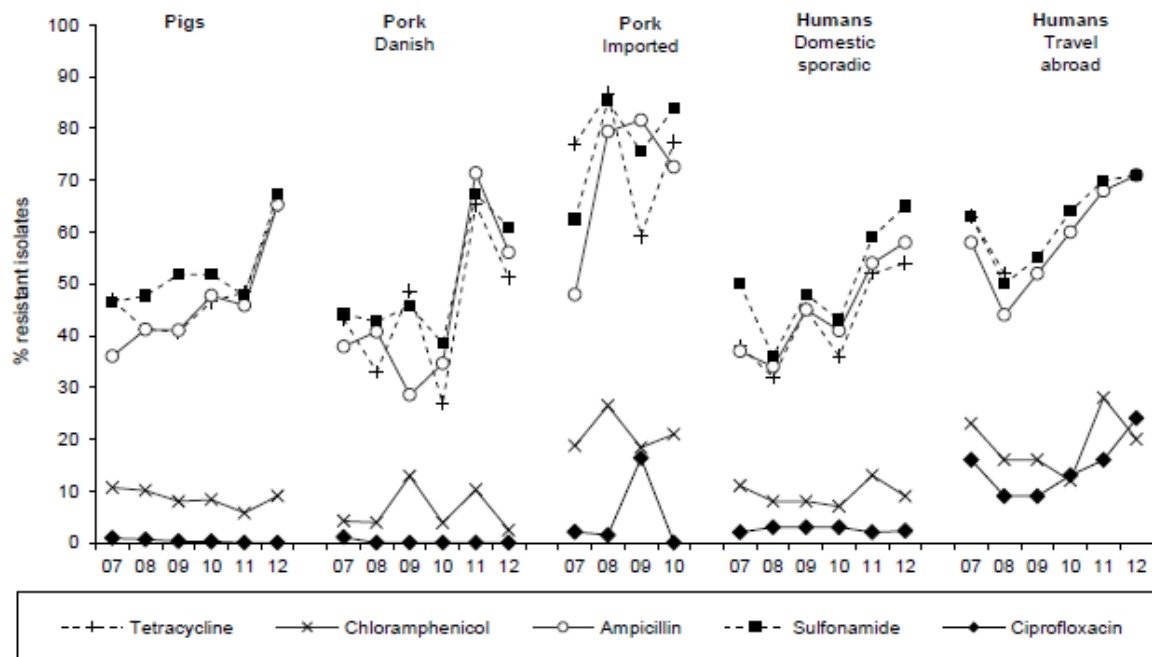 Pigs
Pork
Danish
Pork
Imported
Humans
Domestic
sporadic
Humans
Travel
abroad
% resistant isolates
100
90
80
70
60
50
40
30
20
10
0
07 08 09 10 11 12 07 08 09 10 11 12 07 08 09 10 07 08 09 10 11 12 07 08 09 10 11 12
Tetracycline Chloramphenicol Ampicillin Sulfonamide Ciprofloxacin